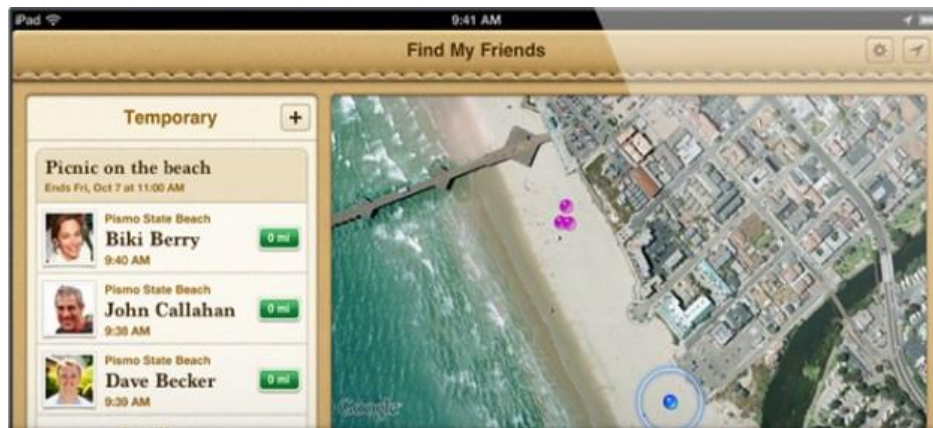 iPad
9:41 AM
Find My Friends
Temporary
+
Picnic on the beach
Ends Fri, Oct 7 at 11:00 AM
Pismo State Beach
Biki Berry
9:40 AM
0 mi
Pismo State Beach
John Callahan
9:38 AM
0 mi
Pismo State Beach
Dave Becker
9:39 AM
0 mi
Google